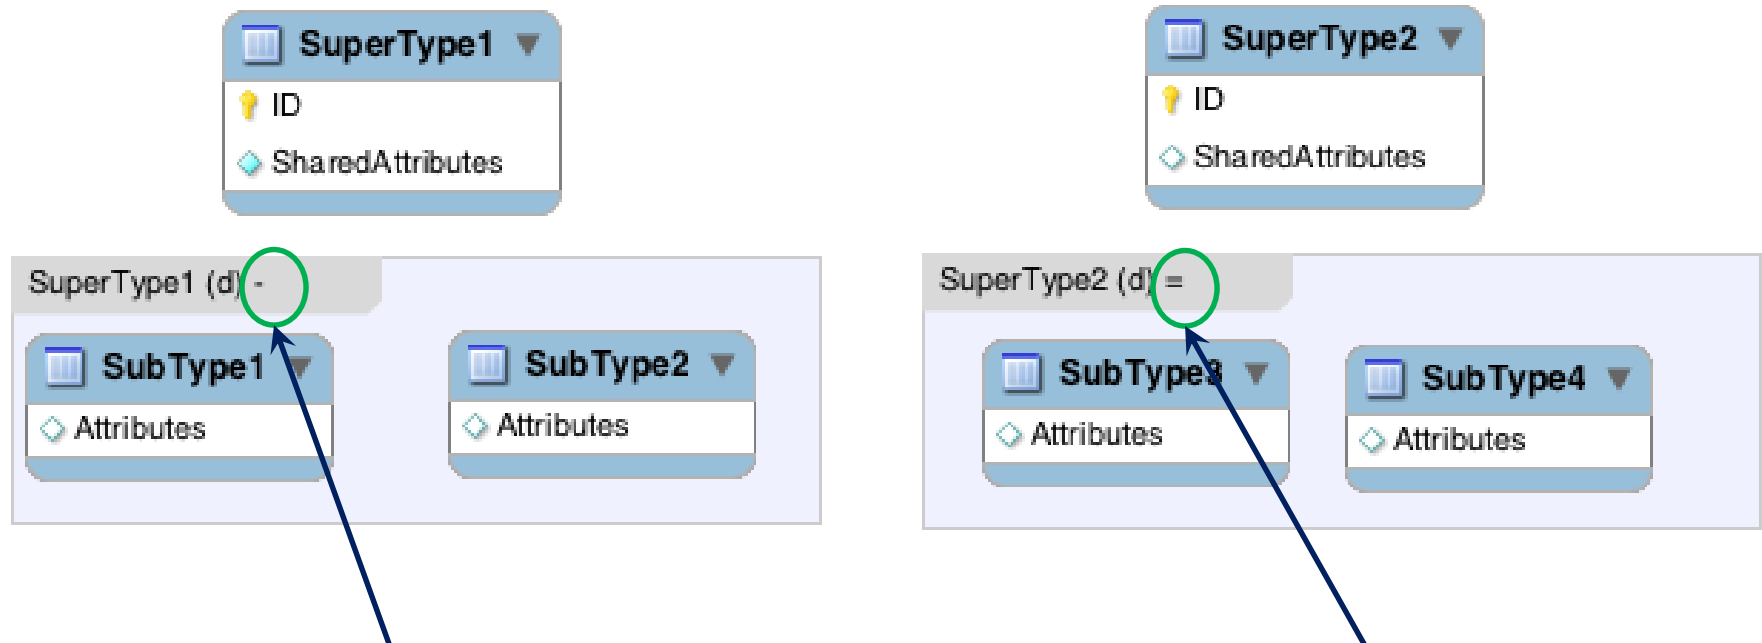 SuperType1
ID
SharedAttributes
SuperType1 (d) -
SubType1
Attributes
SubType2
Attributes
SuperType2
ID
SharedAttributes
SuperType2 (d) =
SubType3
Attributes
SubType4
Attributes